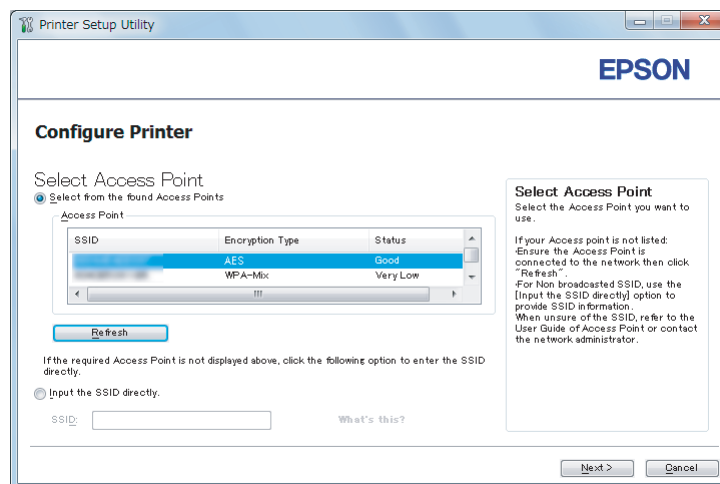 Printer Setup Utility
EPSON
Configure Printer
Select Access Point
Select from the found Access Points
Access Point
SSID Encryption Type Status
AES Good
WPA-Mix Very Low
Refresh
If the required Access Point is not displayed above, click the following option to enter the SSID
directly.
Input the SSID directly.
SSID: What's this?
Select Access Point
Select the Access Point you want to
use.
If your Access point is not listed:
-Ensure the Access Point is
connected to the network then click
"Refresh".
-For Non broadcasted SSID, use the
[Input the SSID directly] option to
provide SSID information.
When unsure of the SSID, refer to the
User Guide of Access Point or contact
the network administrator.
Next > Cancel